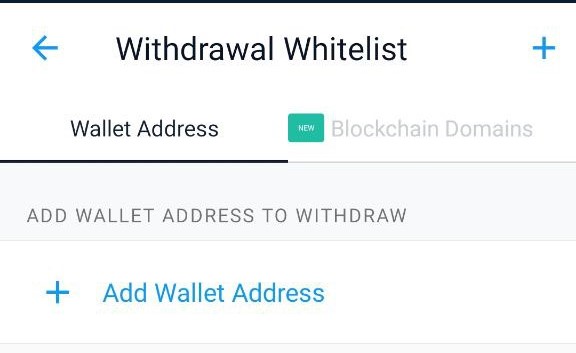 Withdrawal Whitelist
Wallet Address
NEW Blockchain Domains
ADD WALLET ADDRESS TO WITHDRAW
+ Add Wallet Address